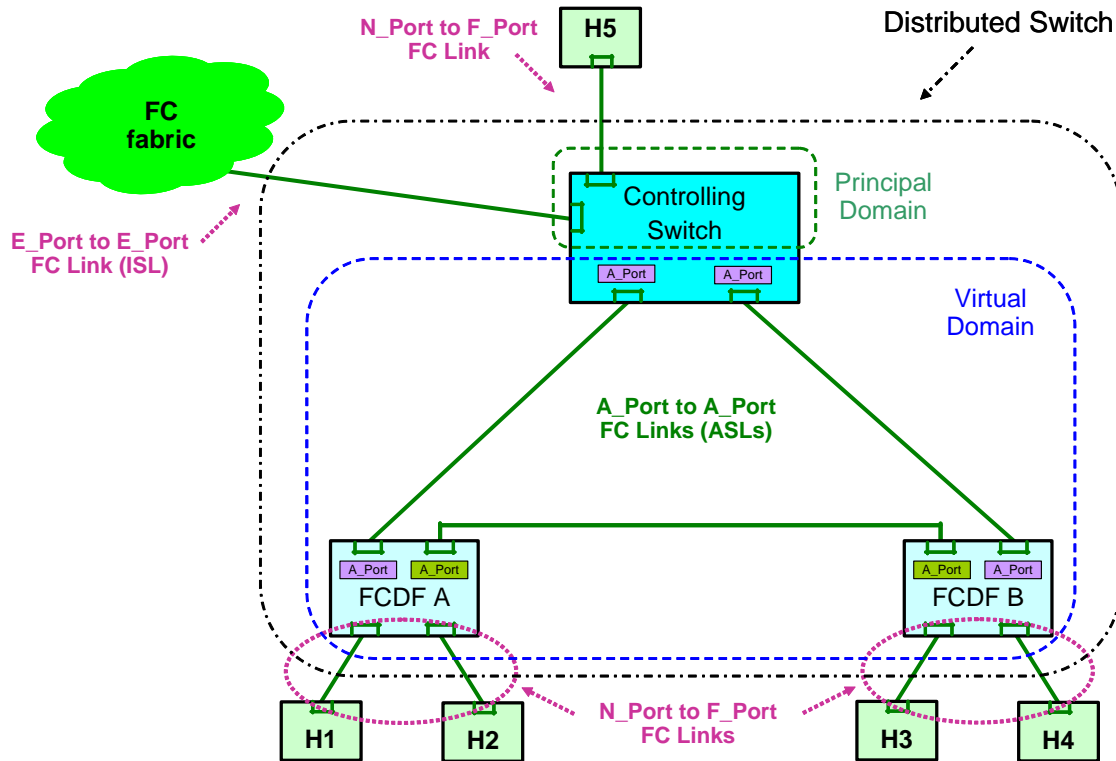 N_Port to F_Port
FC Link
H5
Distributed Switch
FC
fabric
Controlling
Switch
Principal
Domain
E_Port to E_Port
FC Link (ISL)
A_Port
A_Port
Virtual
Domain
A_Port to A_Port
FC Links (ASLs)
A_Port
A_Port
FCDF A
A_Port
A_Port
FCDF B
N_Port to F_Port
FC Links
H1
H2
H3
H4